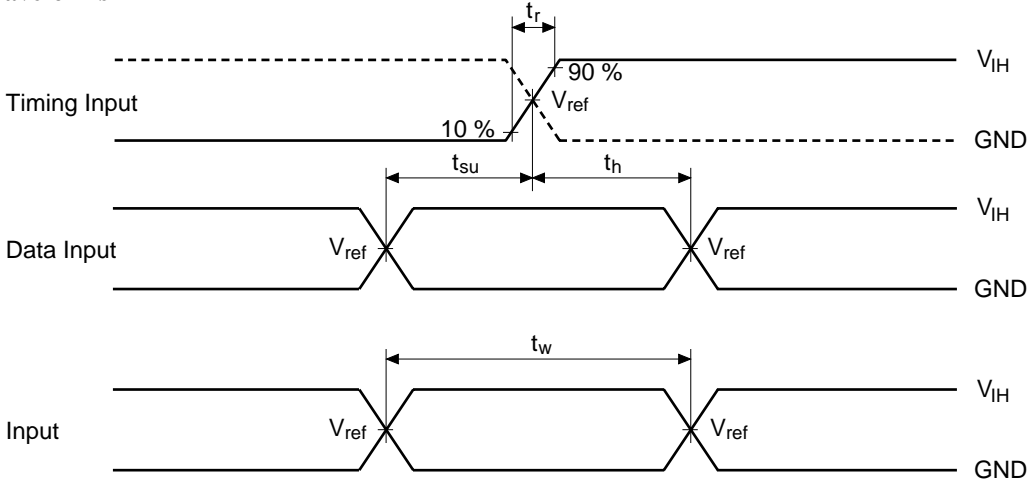 tr
VIH
90 %
Timing Input
Vref
10 %
GND
tsu
th
VIH
Data Input
Vref
Vref
GND
tw
VIH
Input
Vref
Vref
GND